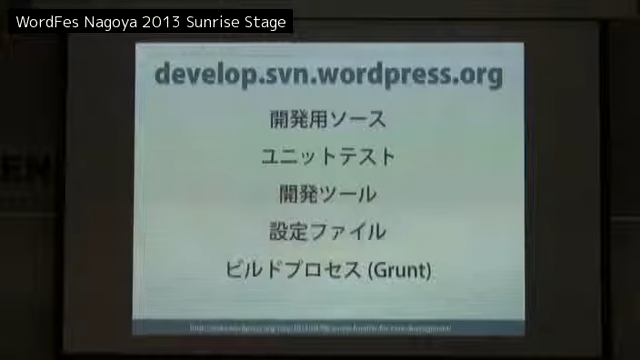 WordFes Nagoya 2013 Sunrise Stage
develop.svn.wordpress.org
開発用ソース
ユニットテスト
開発ツール
設定ファイル
ビルドプロセス (Grunt)